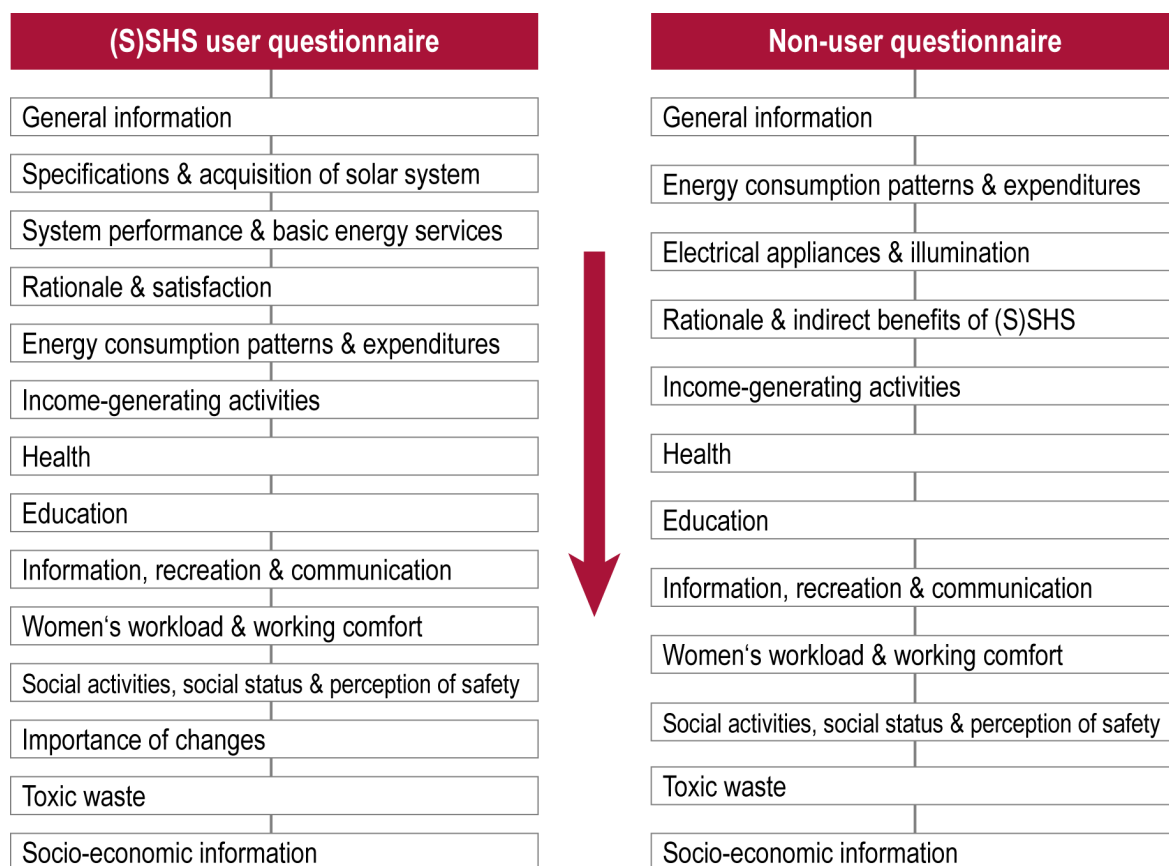 (S)SHS user questionnaire
General information
Specifications & acquisition of solar system
System performance & basic energy services
Rationale & satisfaction
Energy consumption patterns & expenditures
Income-generating activities
Health
Education
Information, recreation & communication
Women‘s workload & working comfort
Social activities, social status & perception of safety
Importance of changes
Toxic waste
Socio-economic information
Non-user questionnaire
General information
Energy consumption patterns & expenditures
Electrical appliances & illumination
Rationale & indirect benefits of (S)SHS
Income-generating activities
Health
Education
Information, recreation & communication
Women‘s workload & working comfort
Social activities, social status & perception of safety
Toxic waste
Socio-economic information